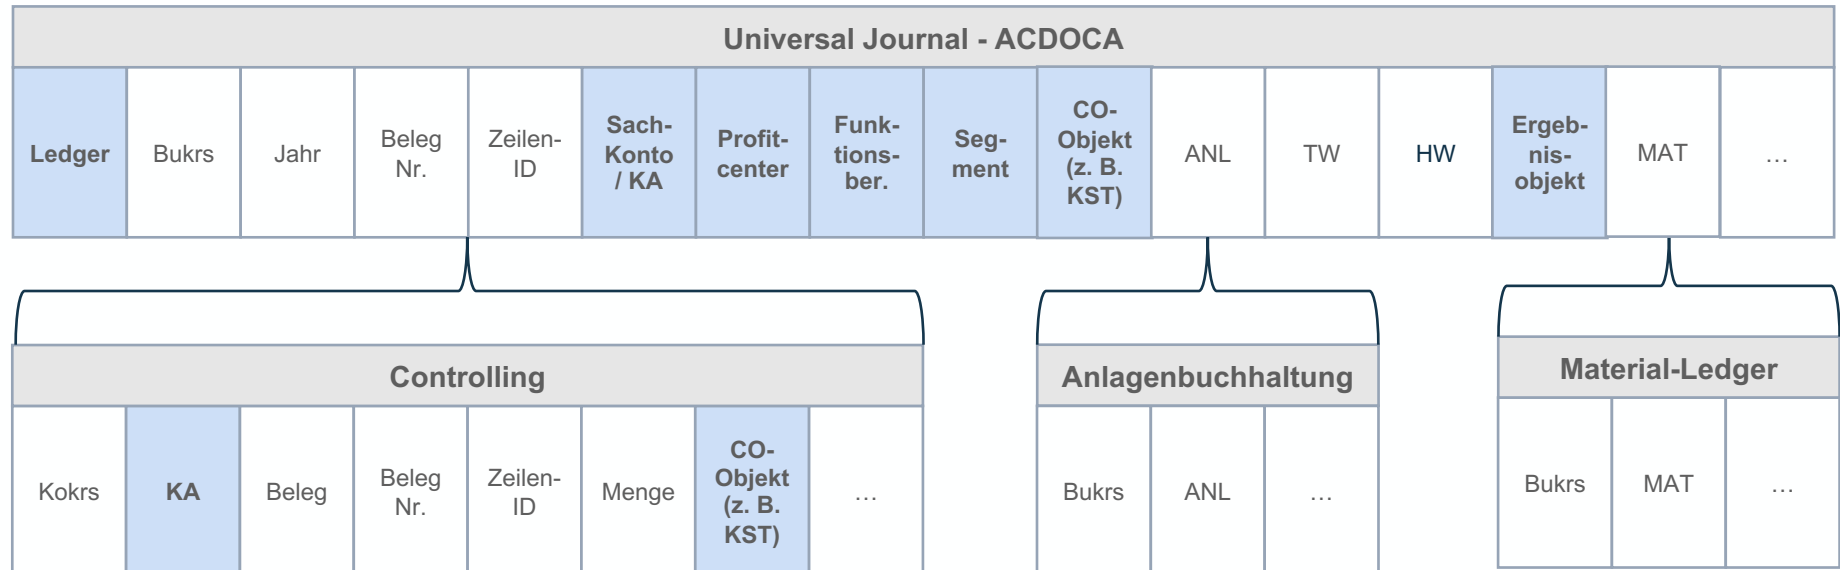 Universal Journal - ACDOCA
Ledger
Bukrs
Jahr
Beleg
Nr.
Zeilen-
ID
Sach-
Konto
/ KA
Profit-
center
Funk-
tions-
ber.
Seg-
ment
CO-
Objekt
(z. B.
KST)
ANL
TW
HW
Ergeb-
nis-
objekt
MAT
…
Controlling
Kokrs
KA
Beleg
Beleg
Nr.
Zeilen-
ID
Menge
CO-
Objekt
(z. B.
KST)
…
Anlagenbuchhaltung
Bukrs
ANL
…
Material-Ledger
Bukrs
MAT
…